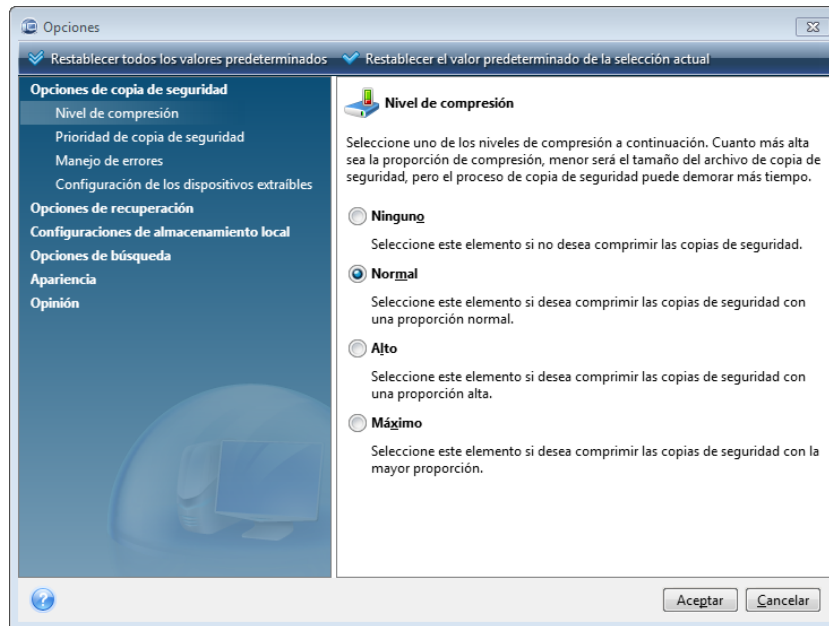 Opciones
Restablecer todos los valores predeterminados
Restablecer el valor predeterminado de la selección actual
Opciones de copia de seguridad
Nivel de compresión
Prioridad de copia de seguridad
Manejo de errores
Configuración de los dispositivos extraíbles
Opciones de recuperación
Configuraciones de almacenamiento local
Opciones de búsqueda
Apariencia
Opinión
Nivel de compresión
Seleccione uno de los niveles de compresión a continuación. Cuanto más alta
sea la proporción de compresión, menor será el tamaño del archivo de copia de
seguridad, pero el proceso de copia de seguridad puede demorar más tiempo.
Ninguno
Seleccione este elemento si no desea comprimir las copias de seguridad.
Normal
Seleccione este elemento si desea comprimir las copias de seguridad con
una proporción normal.
Alto
Seleccione este elemento si desea comprimir las copias de seguridad con
una proporción alta.
Máximo
Seleccione este elemento si desea comprimir las copias de seguridad con la
mayor proporción.
?
Aceptar
Cancelar